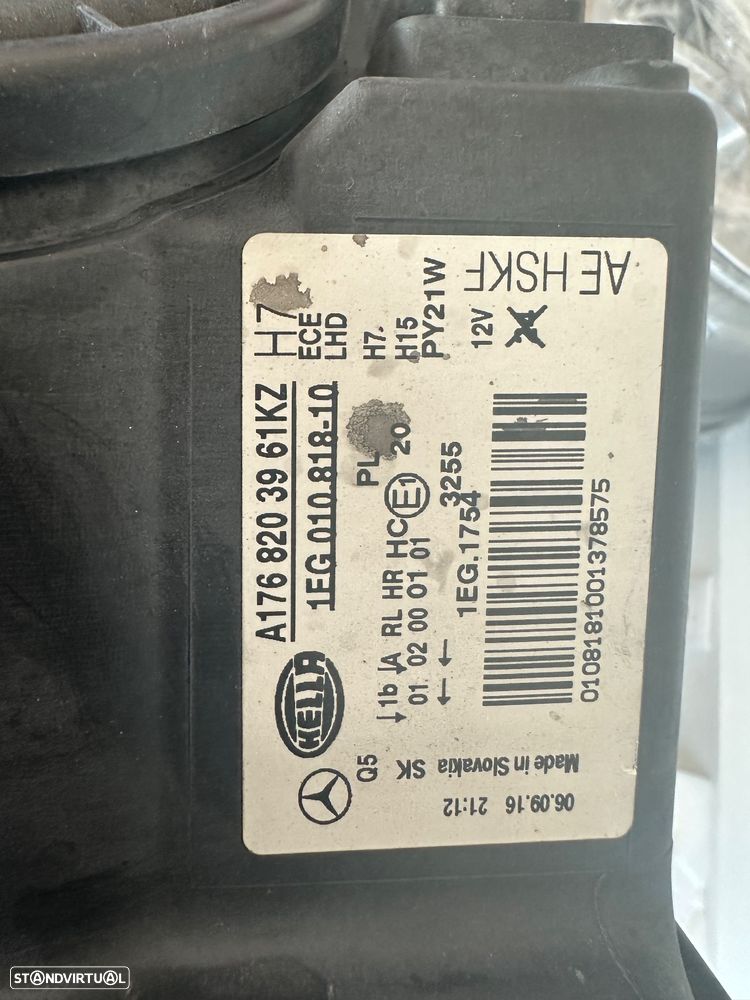 A176 820 39 61KZ H7
1EG 010.818-10 ECE
LHD
HELLA
Q5 PL H7.
1b A RL HR HC E1 20 H15
01 02 00 01 01 PY21W
3255
1EG.1754 12V
24
SK Made in Slovakia
0108181001378575
06.09.16 21:12
AE HSKF
STANDVIRTUAL